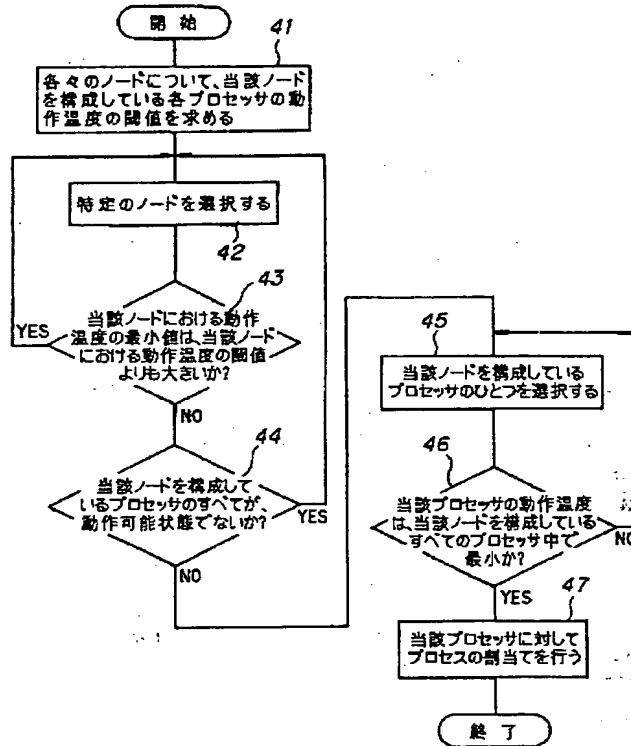 開始
41
各々のノードについて、当該ノード
を構成している各プロセッサの動
作温度の閾値を求める
特定のノードを選択する
42
43
当該ノードにおける動作
温度の最小値は、当該ノード
における動作温度の閾値
よりも大きいか?
YES
NO
44
当該ノードを構成して
いるプロセッサのすべてが、
動作可能状態でないか?
YES
NO
45
当該ノードを構成している
プロセッサのひとつを選択する
46
当該プロセッサの動作温度
は、当該ノードを構成している
すべてのプロセッサ中で
最小か?
NO
YES
47
当該プロセッサに対して
プロセスの割当てを行う
終了